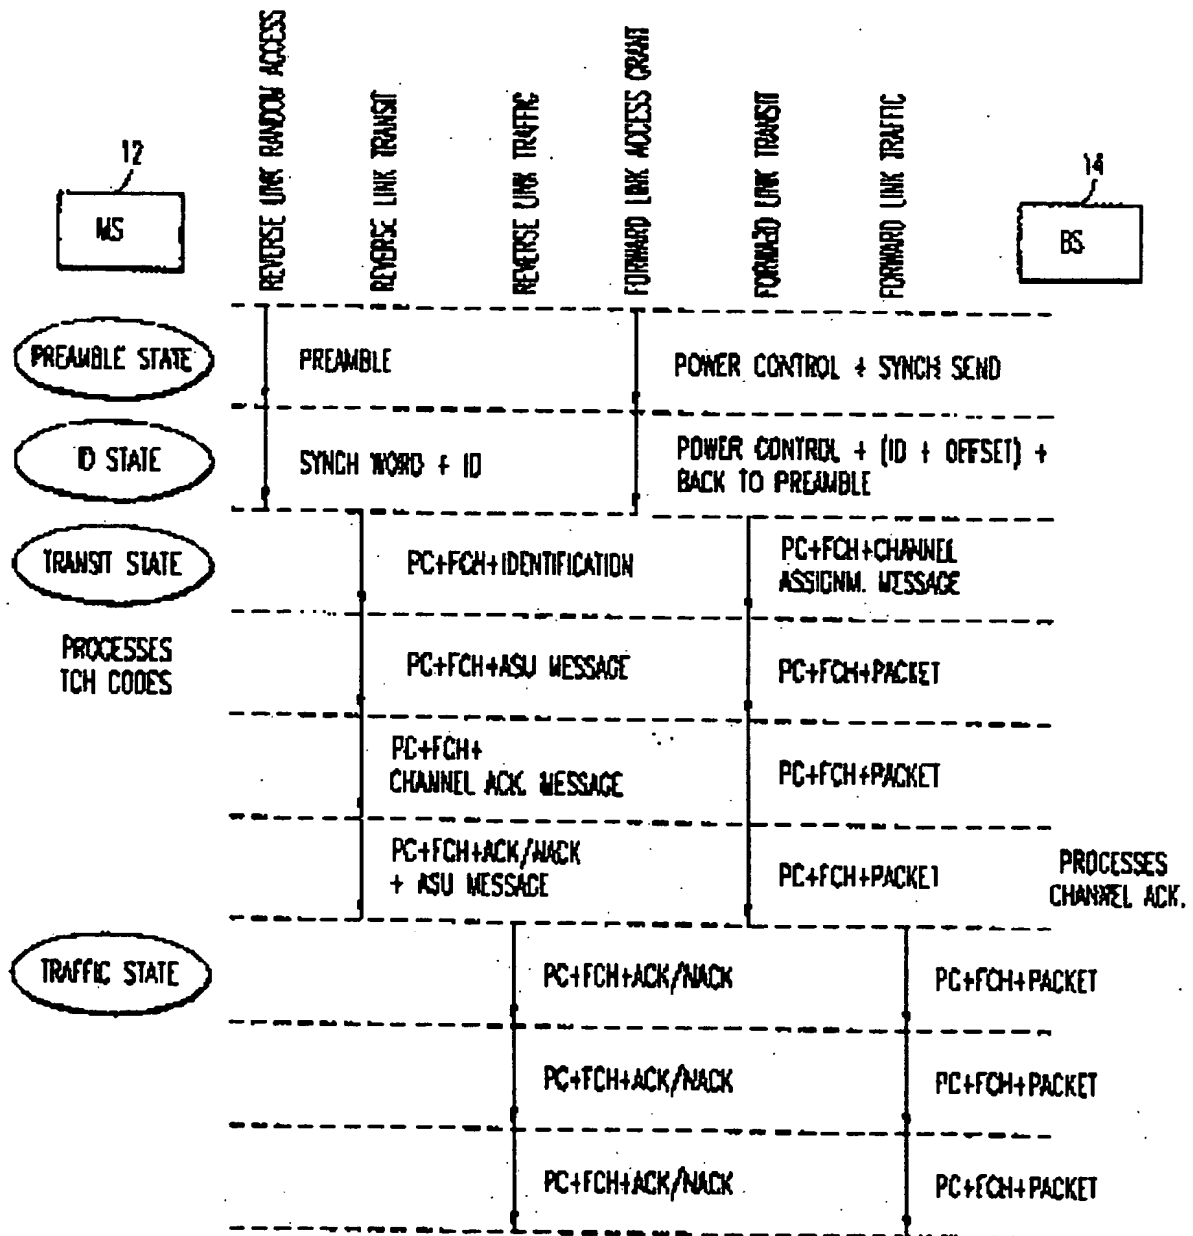 REVERSE LINK RANDOM ACCESS
REVERSE LINK TRANSIT
REVERSE LINK TRAFFIC
FORWARD LINK ACCESS GRANT
FORWARD LINK TRANSIT
FORWARD LINK TRAFFIC
12
MS
14
BS
PREAMBLE STATE
PREAMBLE
POWER CONTROL + SYNCH SEND
ID STATE
SYNCH WORD + ID
POWER CONTROL + (ID + OFFSET) +
BACK TO PREAMBLE
TRANSIT STATE
PC+FCH+IDENTIFICATION
PC+FCH+CHANNEL
ASSIGNM. MESSAGE
PROCESSES
TCH CODES
PC+FCH+ASU MESSAGE
PC+FCH+PACKET
PC+FCH+
CHANNEL ACK. MESSAGE
PC+FCH+PACKET
PC+FCH+ACK/NACK
+ ASU MESSAGE
PC+FCH+PACKET
PROCESSES
CHANNEL ACK.
TRAFFIC STATE
PC+FCH+ACK/NACK
PC+FCH+PACKET
PC+FCH+ACK/NACK
PC+FCH+PACKET
PC+FCH+ACK/NACK
PC+FCH+PACKET